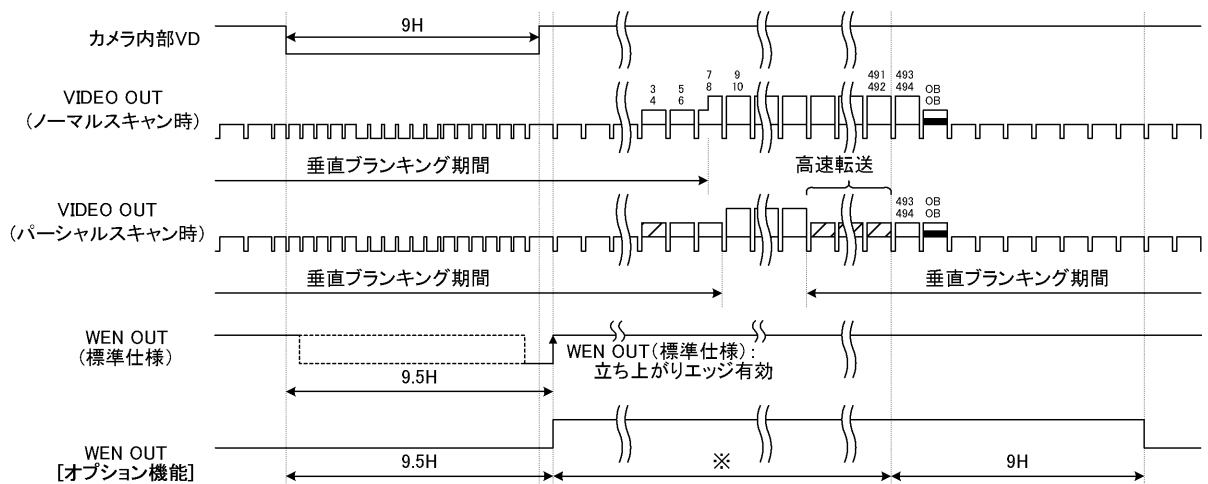 カメラ内部VD
9H
VIDEO OUT
(ノーマルスキャン時)
3
4
5
6
7
8
9
10
491
492
493
494
OB
OB
垂直ブランキング期間
高速転送
VIDEO OUT
(パーシャルスキャン時)
493
494
OB
OB
垂直ブランキング期間
垂直ブランキング期間
WEN OUT
(標準仕様)
WEN OUT(標準仕様):
立ち上がりエッジ有効
9.5H
WEN OUT
[オプション機能]
9.5H
※
9H